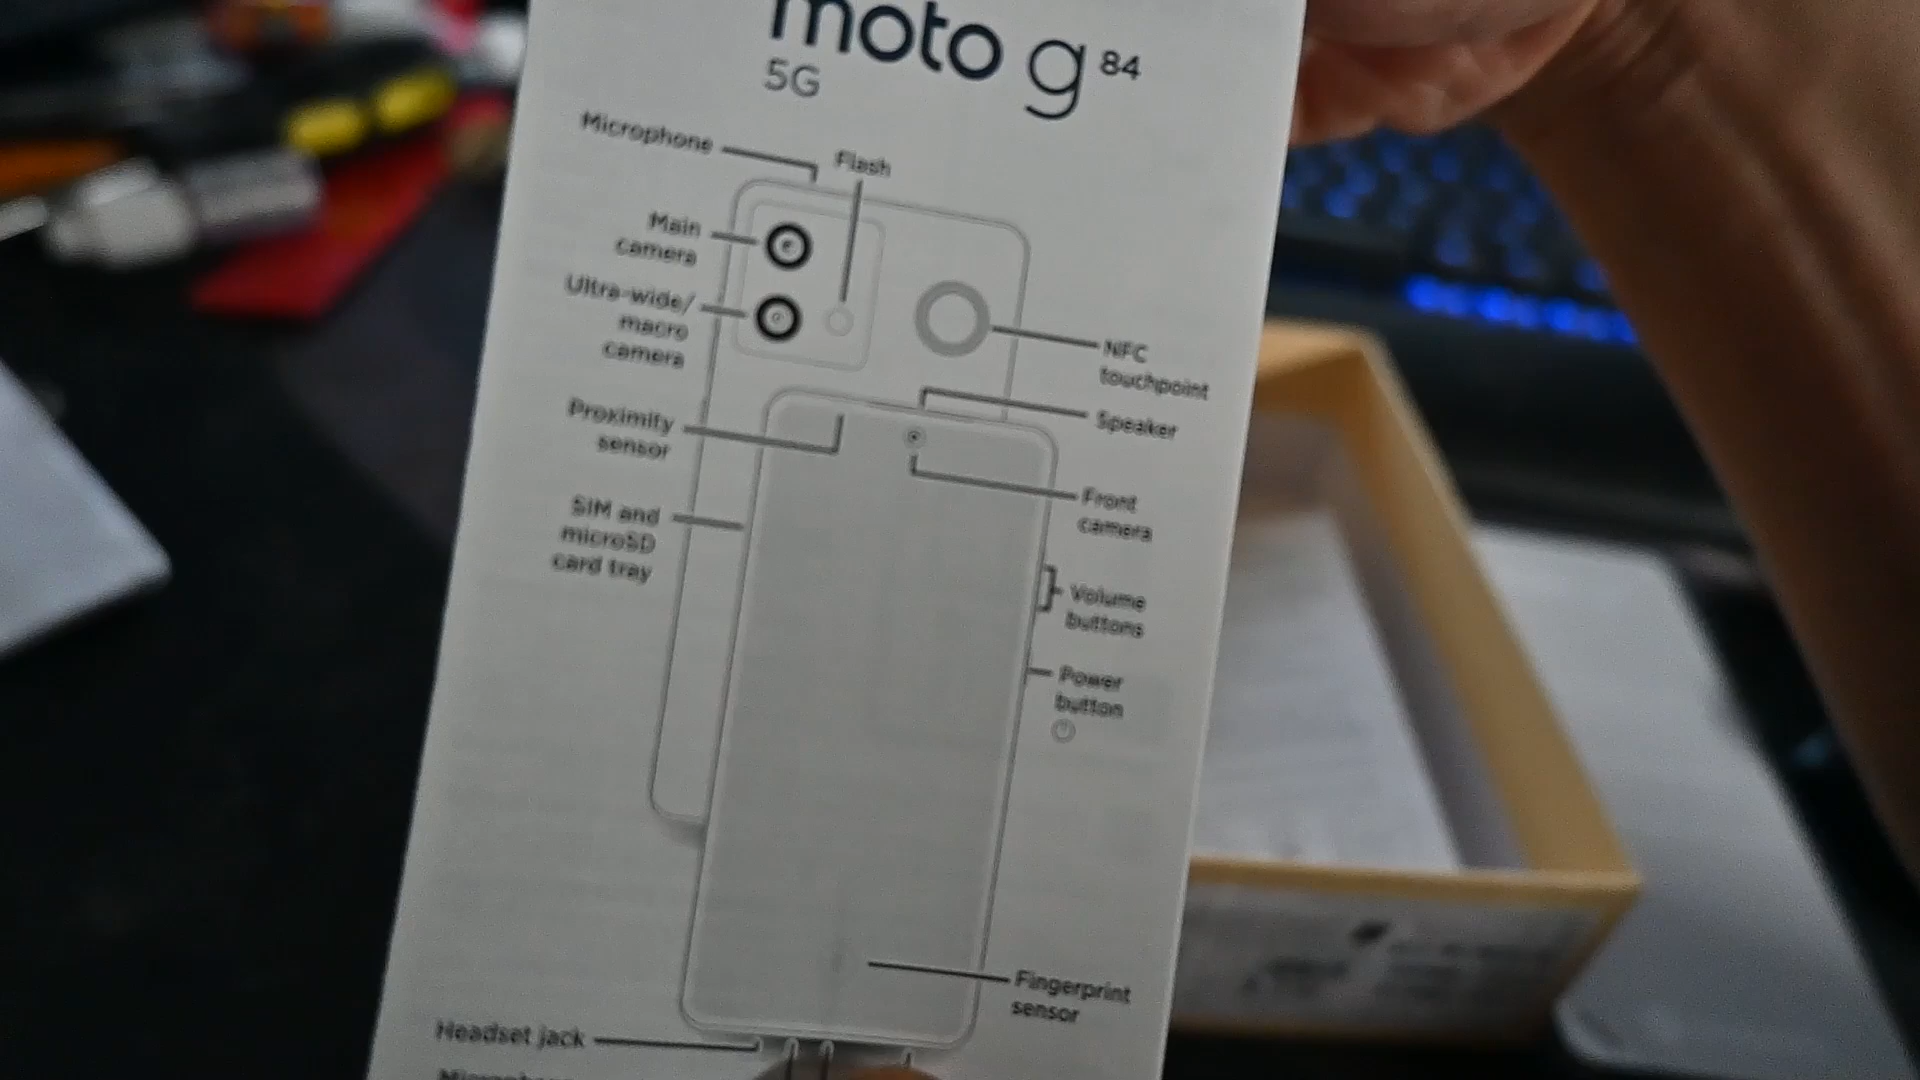 moto g 84
5G
Microphone
Flash
Main
camera
Ultra-wide/
macro
camera
NFC
touchpoint
Speaker
Proximity
sensor
Front
camera
SIM and
microSD
card tray
Volume
buttons
Power
button
Fingerprint
sensor
Headset jack